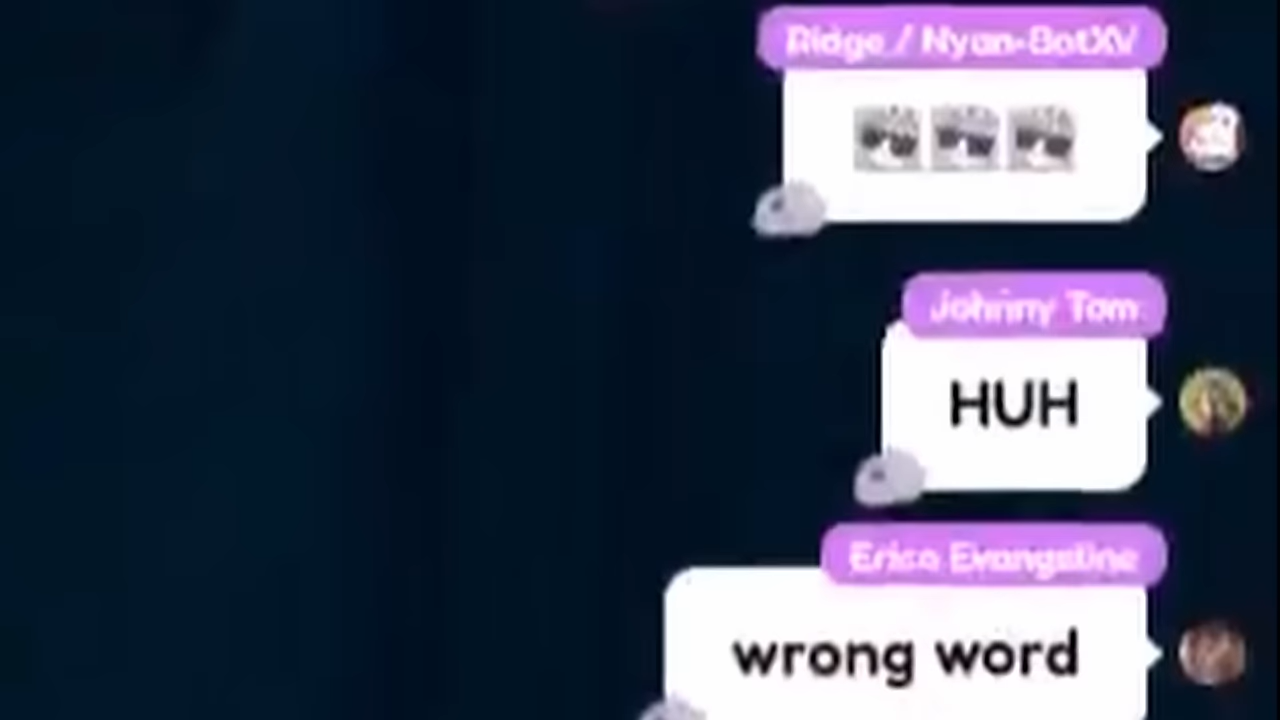 Ridge / Nyan-BotXV
Johnny Tom
HUH
Erica Evangeline
wrong word